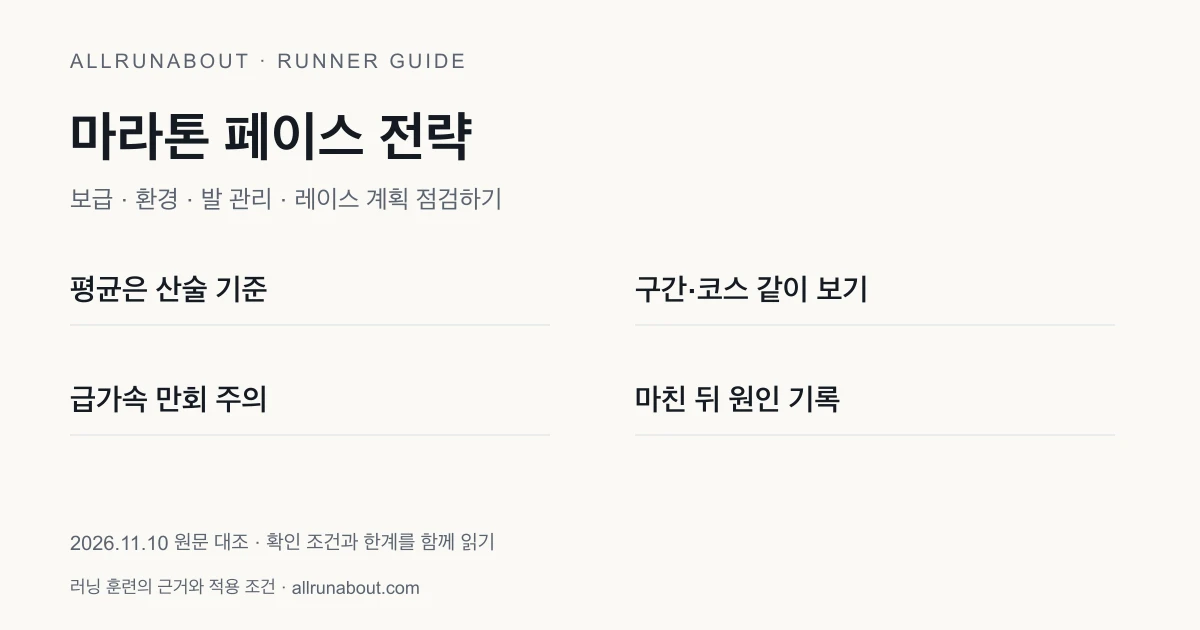 ALLRUNABOUT · RUNNER GUIDE
마라톤 페이스 전략
보급 · 환경 · 발 관리 · 레이스 계획 점검하기
평균은 산술 기준
구간·코스 같이 보기
급가속 만회 주의
마친 뒤 원인 기록
2026.11.10 원문 대조 · 확인 조건과 한계를 함께 읽기
러닝 훈련의 근거와 적용 조건 · allrunabout.com